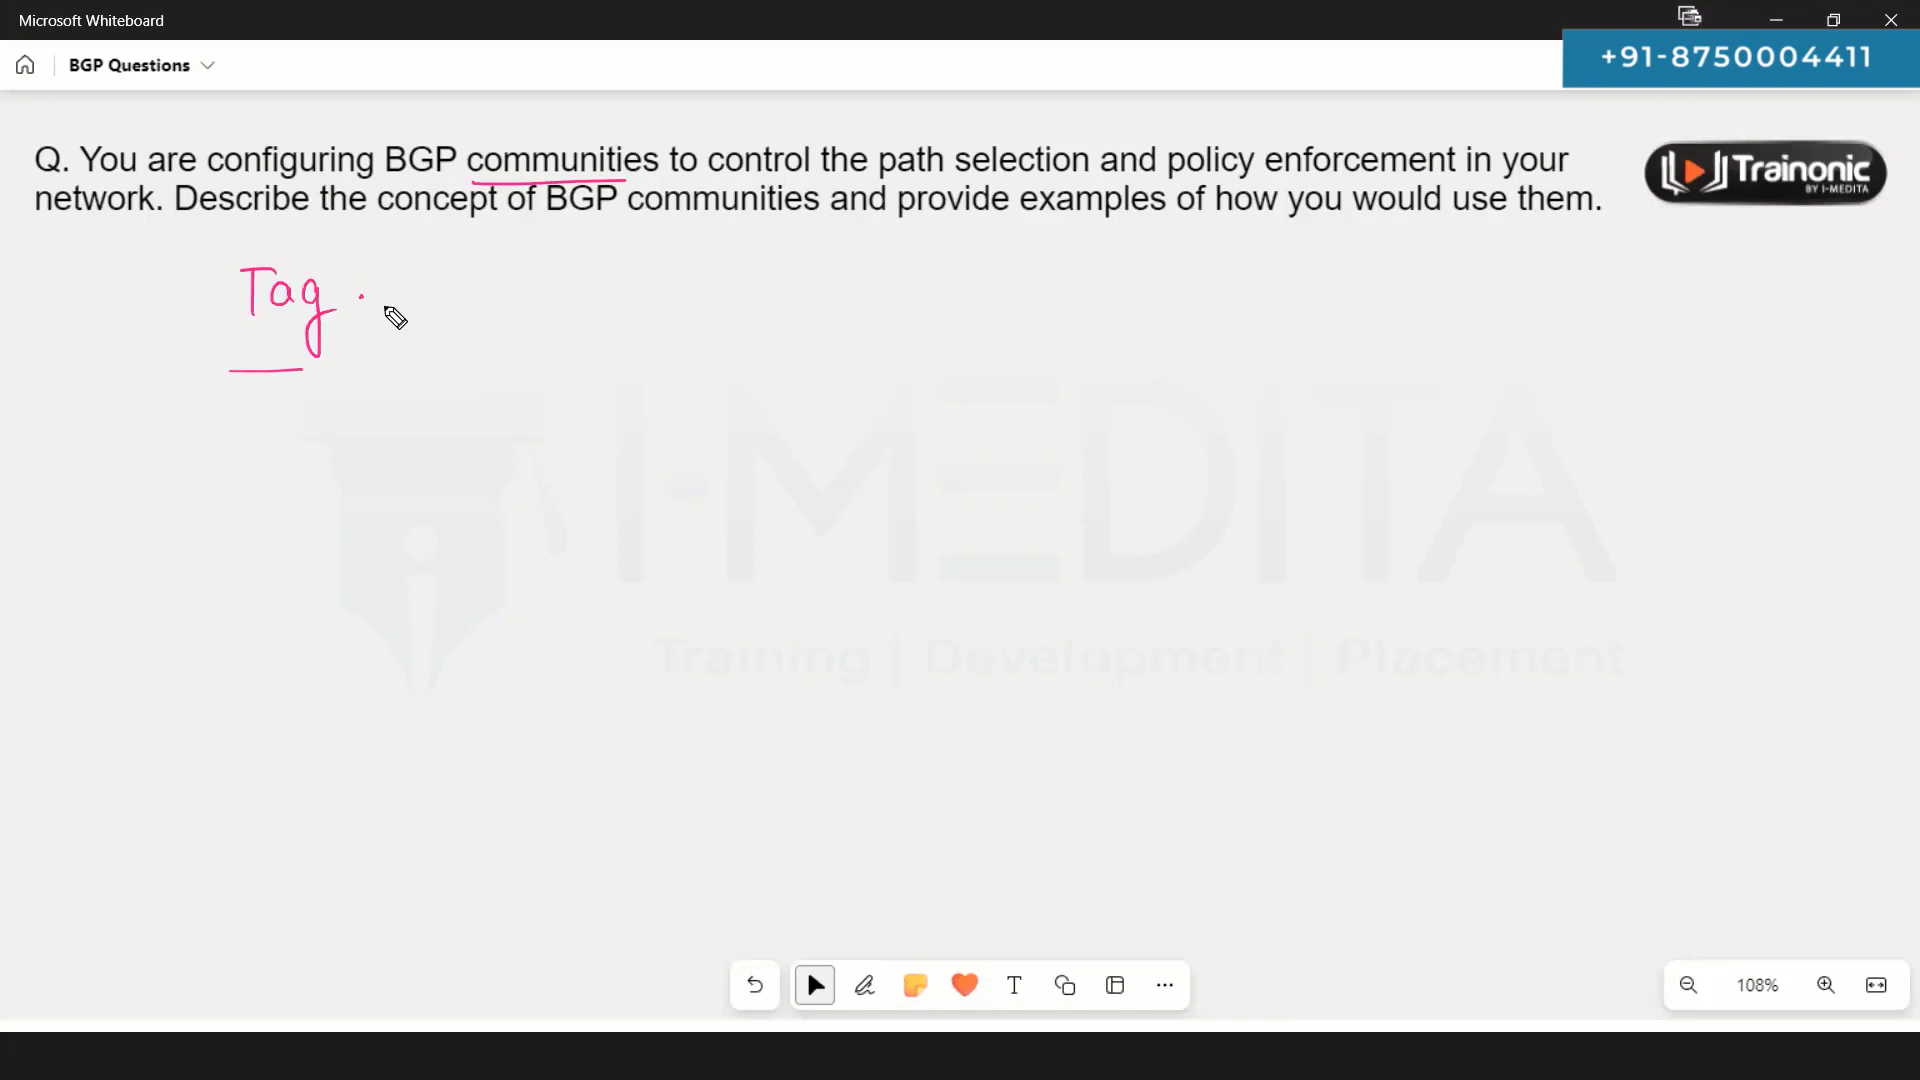 Microsoft Whiteboard
BGP Questions
+91-8750004411
Q. You are configuring BGP communities to control the path selection and policy enforcement in your
network. Describe the concept of BGP communities and provide examples of how you would use them.
Trainonic
BY I-MEDITA
Tag
I-MEDITA
Training | Development | Placement
T
108%